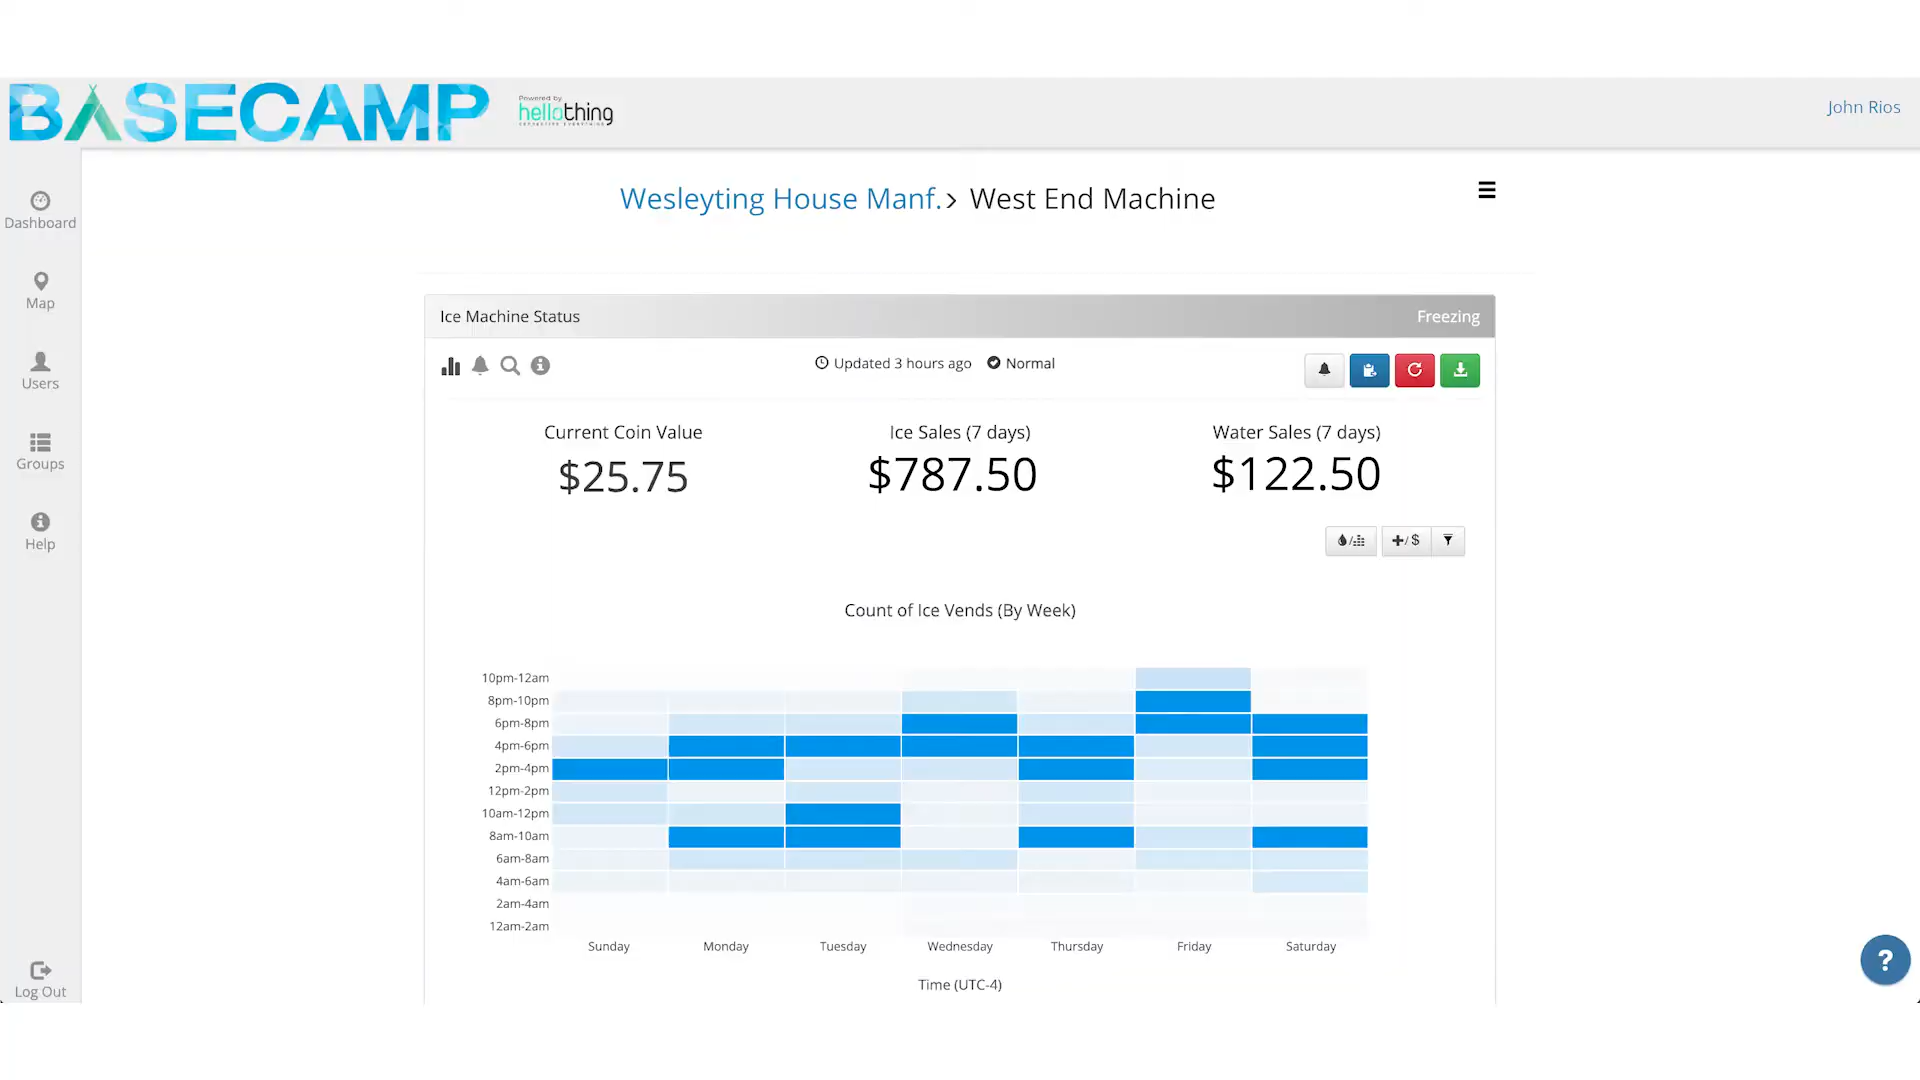 BASECAMP
Powered by
hellothing
John Rios
Wesleyting House Manf. > West End Machine
Dashboard
Map
Users
Groups
Help
Log Out
Ice Machine Status
Freezing
Updated 3 hours ago
Normal
Current Coin Value
$25.75
Ice Sales (7 days)
$787.50
Water Sales (7 days)
$122.50
+/ $
Count of Ice Vends (By Week)
10pm-12am
8pm-10pm
6pm-8pm
4pm-6pm
2pm-4pm
12pm-2pm
10am-12pm
8am-10am
6am-8am
4am-6am
2am-4am
12am-2am
Sunday Monday Tuesday Wednesday Thursday Friday Saturday
Time (UTC-4)
?